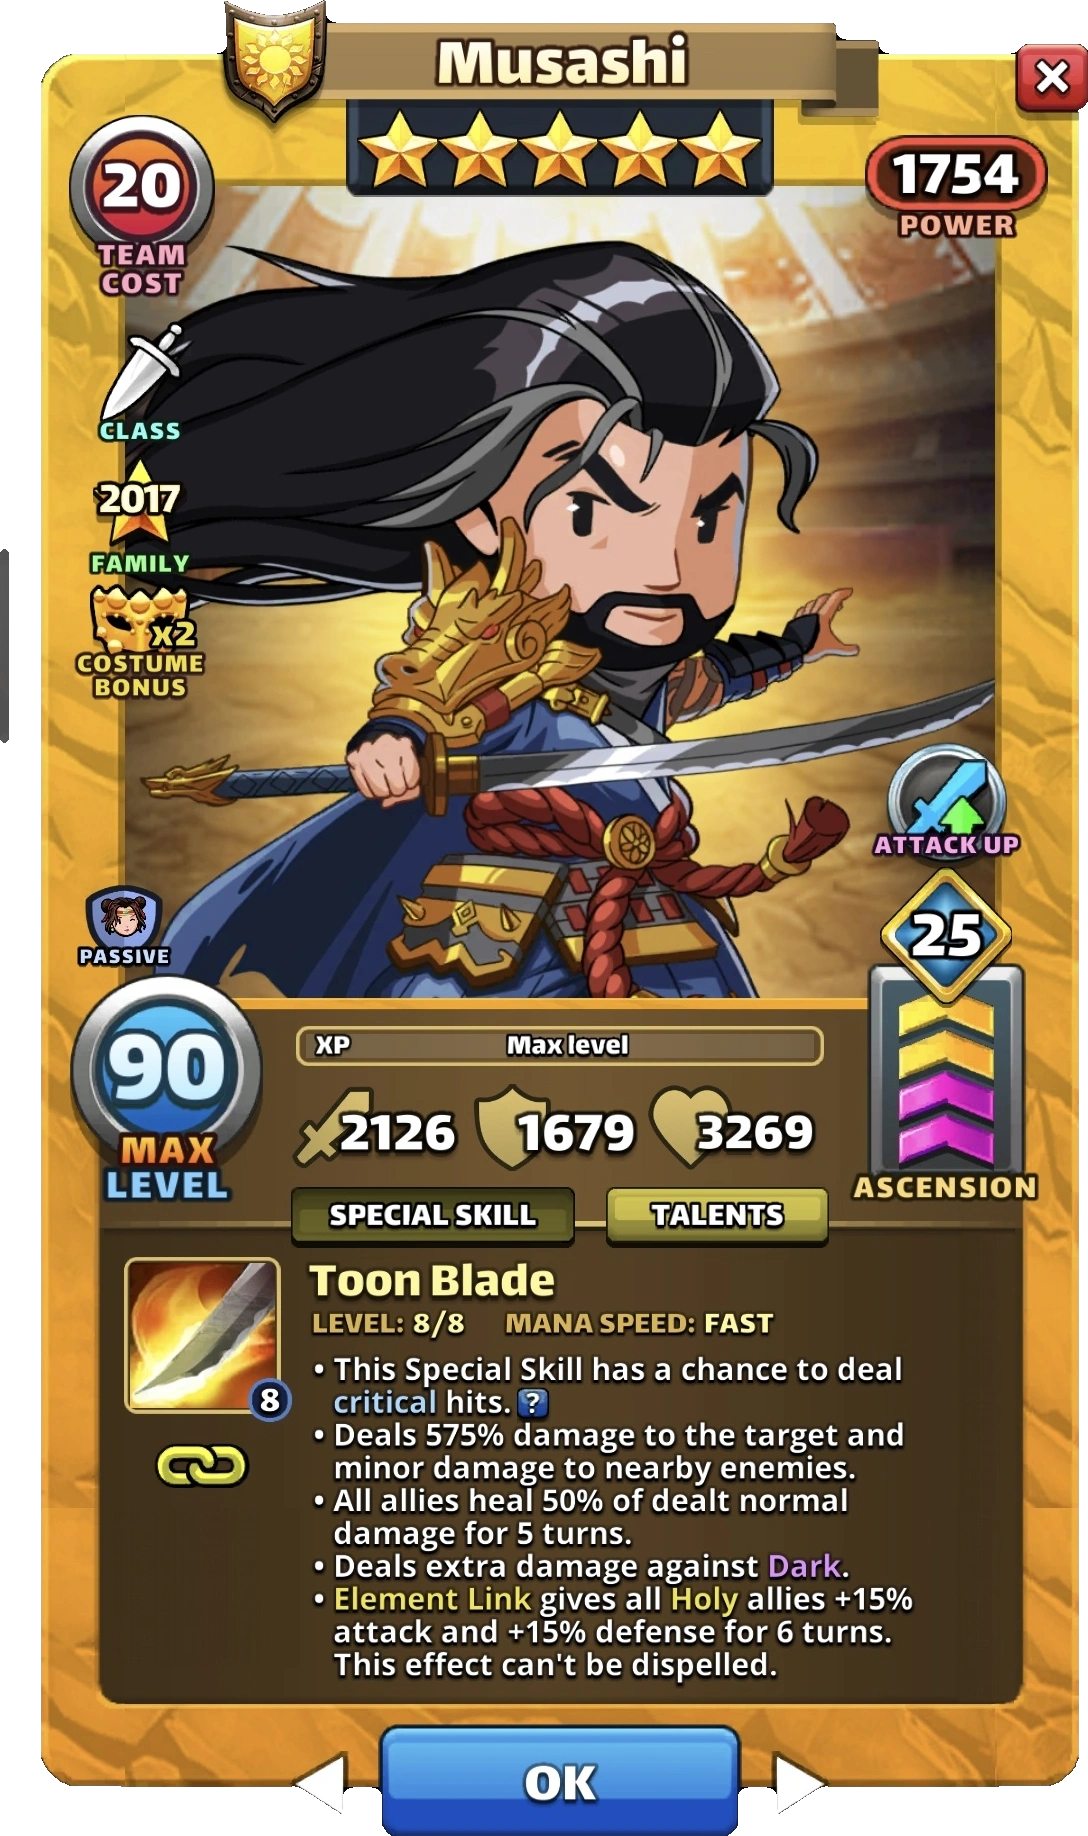 Musashi
20
TEAM
COST
1754
POWER
CLASS
2017
FAMILY
x2
COSTUME
BONUS
ATTACK UP
PASSIVE
25
90
MAX
LEVEL
XP Max level
2126 1679 3269
ASCENSION
SPECIAL SKILL TALENTS
Toon Blade
LEVEL: 8/8 MANA SPEED: FAST
8
• This Special Skill has a chance to deal
critical hits. ?
• Deals 575% damage to the target and
minor damage to nearby enemies.
• All allies heal 50% of dealt normal
damage for 5 turns.
• Deals extra damage against Dark.
• Element Link gives all Holy allies +15%
attack and +15% defense for 6 turns.
This effect can't be dispelled.
OK